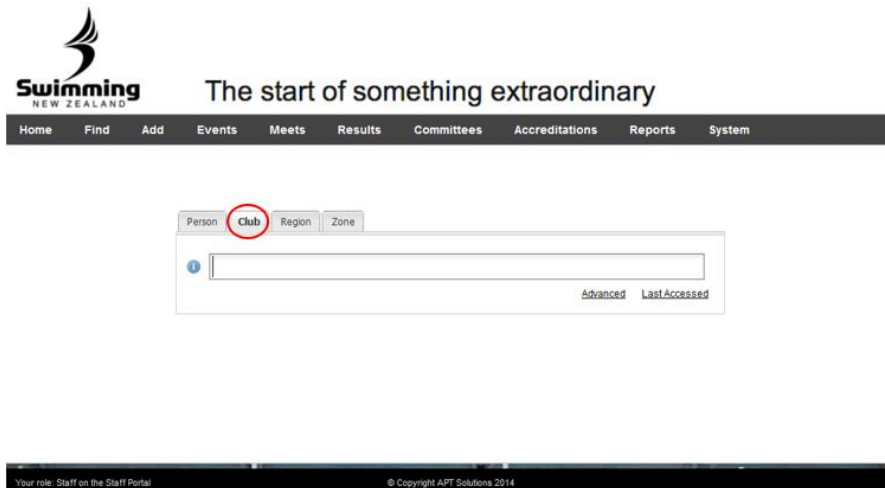 Swimming
NEW ZEALAND
The start of something extraordinary
Home Find Add Events Meets Results Committees Accreditations Reports System
Person Club Region Zone
i
Advanced Last Accessed
Your role: Staff on the Staff Portal © Copyright APT Solutions 2014